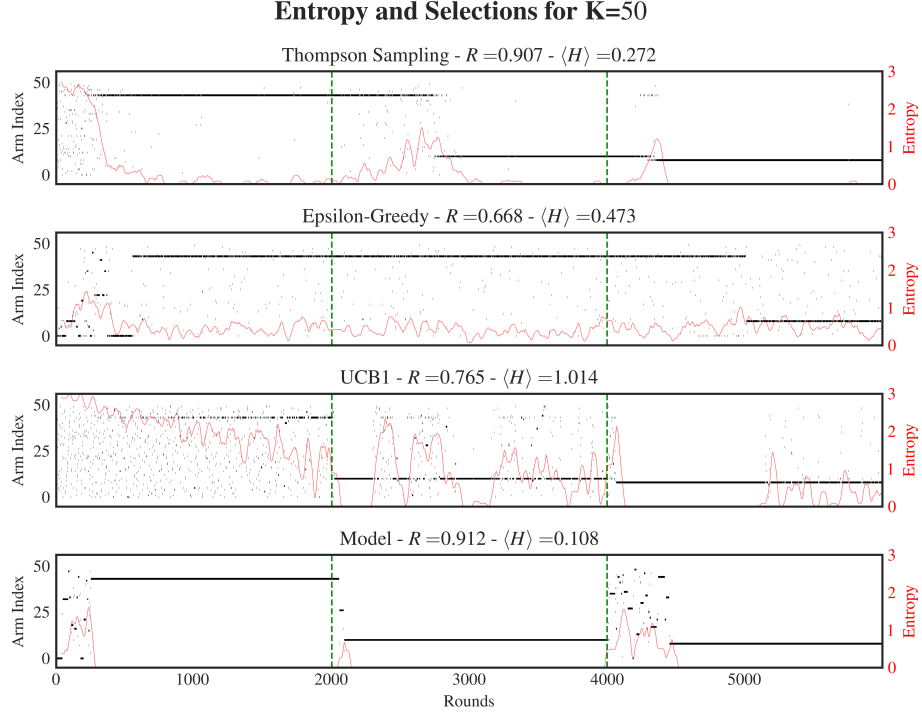 Entropy and Selections for K=50
Thompson Sampling - R =0.907 - ⟨H⟩ =0.272
Arm Index
50
25
0
3
2
1
0
Entropy
Epsilon-Greedy - R =0.668 - ⟨H⟩ =0.473
Arm Index
50
25
0
3
2
1
0
Entropy
UCB1 - R =0.765 - ⟨H⟩ =1.014
Arm Index
50
25
0
3
2
1
0
Entropy
Model - R =0.912 - ⟨H⟩ =0.108
Arm Index
50
25
0
3
2
1
0
Entropy
0 1000 2000 3000 4000 5000
Rounds